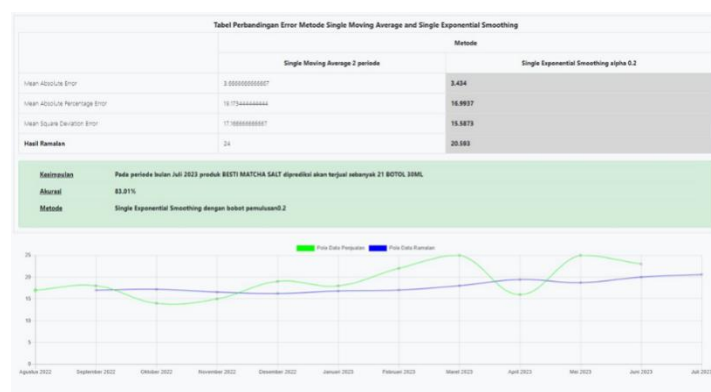 Tabel Perbandingan Error Metode Single Moving Average and Single Exponential Smoothing
Metode
Single Moving Average 2 periode Single Exponential Smoothing alpha 0.2
Mean Absolute Error 3.434
Mean Absolute Percentage Error 16.9937
Mean Square Deviation Error 15.5873
Hasil Ramalan 24 20.593
Kesimpulan Pada periode bulan Juli 2023 produk BESTI MATCHA SALT diprediksi akan terjual sebanyak 21 BOTOL 30ML
Akurasi 83.01%
Metode Single Exponential Smoothing dengan bobot pemulusan0.2
Pola Data Penjualan Pola Data Ramalan
25
20
15
10
5
0
Agustus 2022 September 2022 Oktober 2022 November 2022 Desember 2022 Januari 2023 Februari 2023 Maret 2023 April 2023 Mei 2023 Juni 2023 Juli 2023